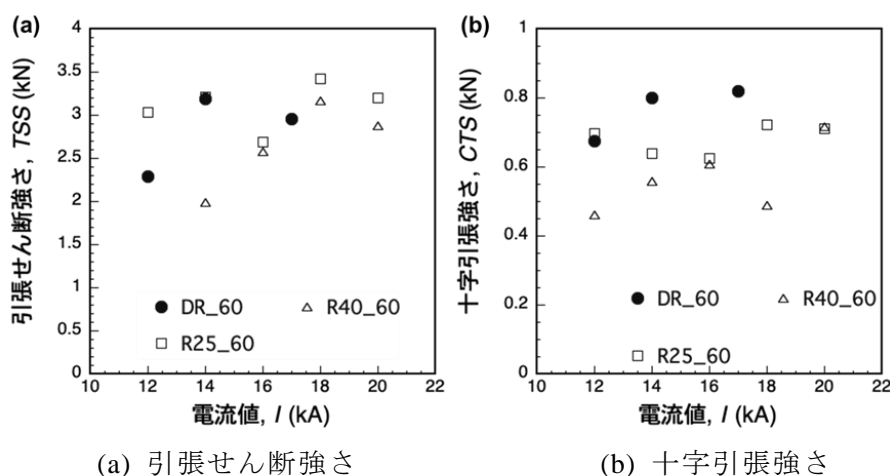 (a)
引張せん断強さ, TSS (kN)
4
3.5
3
2.5
2
1.5
1
0.5
0
DR_60
R40_60
R25_60
10 12 14 16 18 20 22
電流値, I (kA)
(a) 引張せん断強さ
(b)
十字引張強さ, CTS (kN)
1
0.8
0.6
0.4
0.2
0
DR_60
R40_60
R25_60
10 12 14 16 18 20 22
電流値, I (kA)
(b) 十字引張強さ